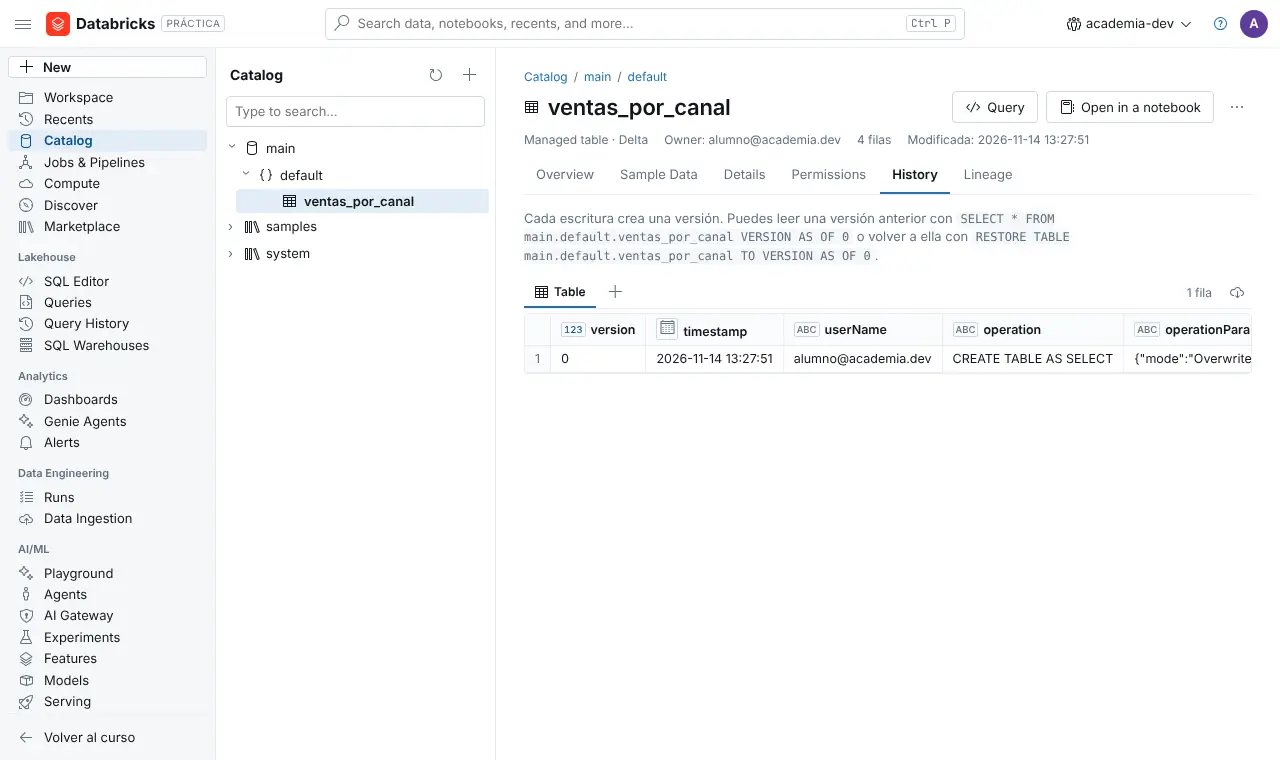 Databricks PRÁCTICA
Search data, notebooks, recents, and more... Ctrl P
academia-dev
A
New
Workspace
Recents
Catalog
Jobs & Pipelines
Compute
Discover
Marketplace
Lakehouse
SQL Editor
Queries
Query History
SQL Warehouses
Analytics
Dashboards
Genie Agents
Alerts
Data Engineering
Runs
Data Ingestion
AI/ML
Playground
Agents
AI Gateway
Experiments
Features
Models
Serving
Volver al curso
Catalog
Type to search...
main
default
ventas_por_canal
samples
system
Catalog / main / default
ventas_por_canal
Query
Open in a notebook
Managed table · Delta Owner: alumno@academia.dev 4 filas Modificada: 2026-11-14 13:27:51
Overview Sample Data Details Permissions History Lineage
Cada escritura crea una versión. Puedes leer una versión anterior con SELECT * FROM
main.default.ventas_por_canal VERSION AS OF 0 o volver a ella con RESTORE TABLE
main.default.ventas_por_canal TO VERSION AS OF 0.
Table
1 fila
123 version timestamp ABC userName ABC operation ABC operationPara
1 0 2026-11-14 13:27:51 alumno@academia.dev CREATE TABLE AS SELECT {"mode":"Overwrite